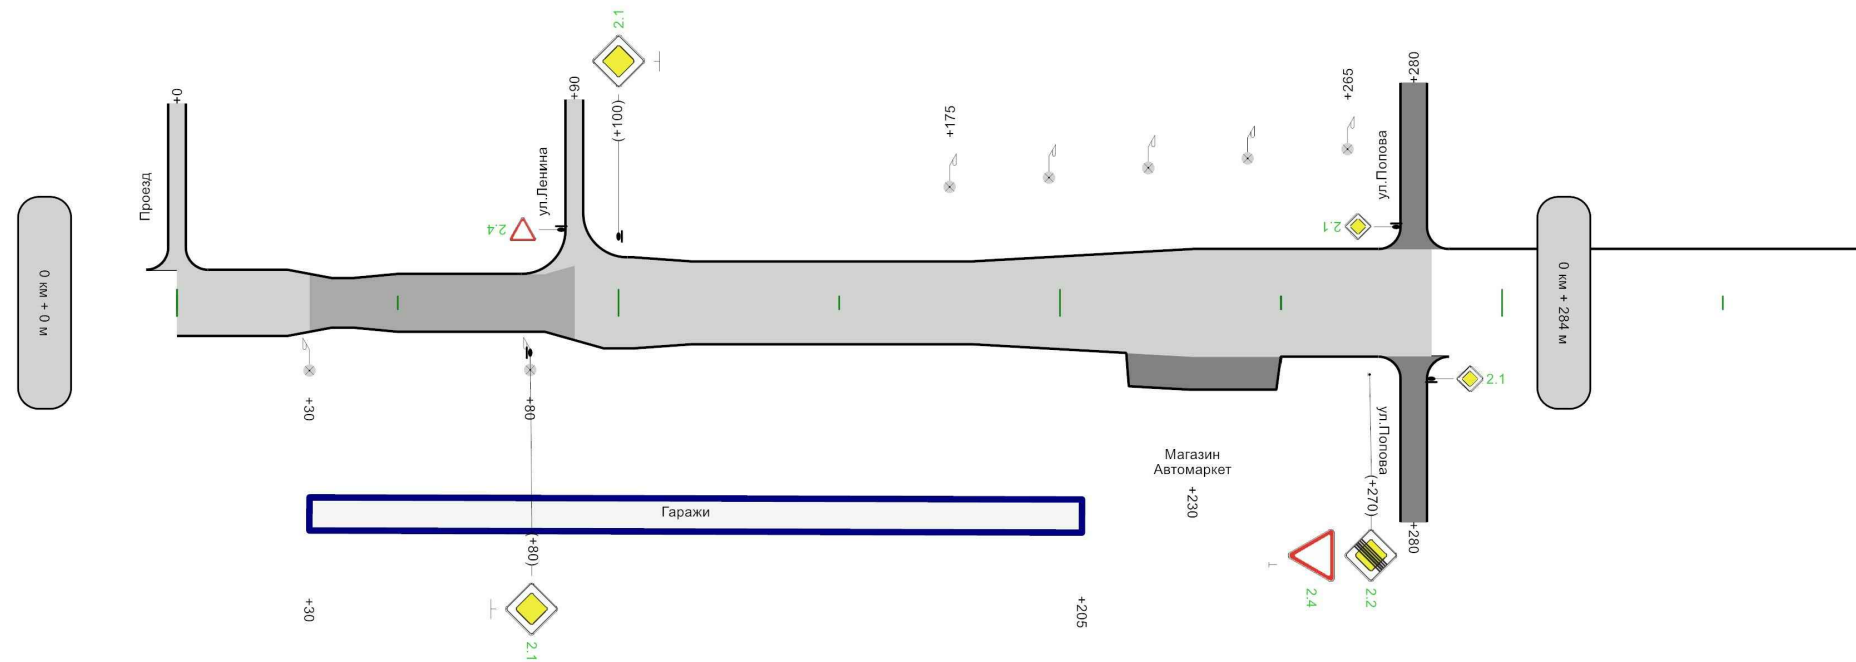 2.1
+0
+90
(+100)
+175
+265
+280
Проезд
ул.Ленина
2.4
ул.Попова
2.1
0 км + 0 м
0 км + 284 м
2.1
+30
+80
ул.Попова
Магазин
Автомаркет
+230
(+270)
Гаражи
(+80)
+280
+30
2.1
+205
2.4
2.2